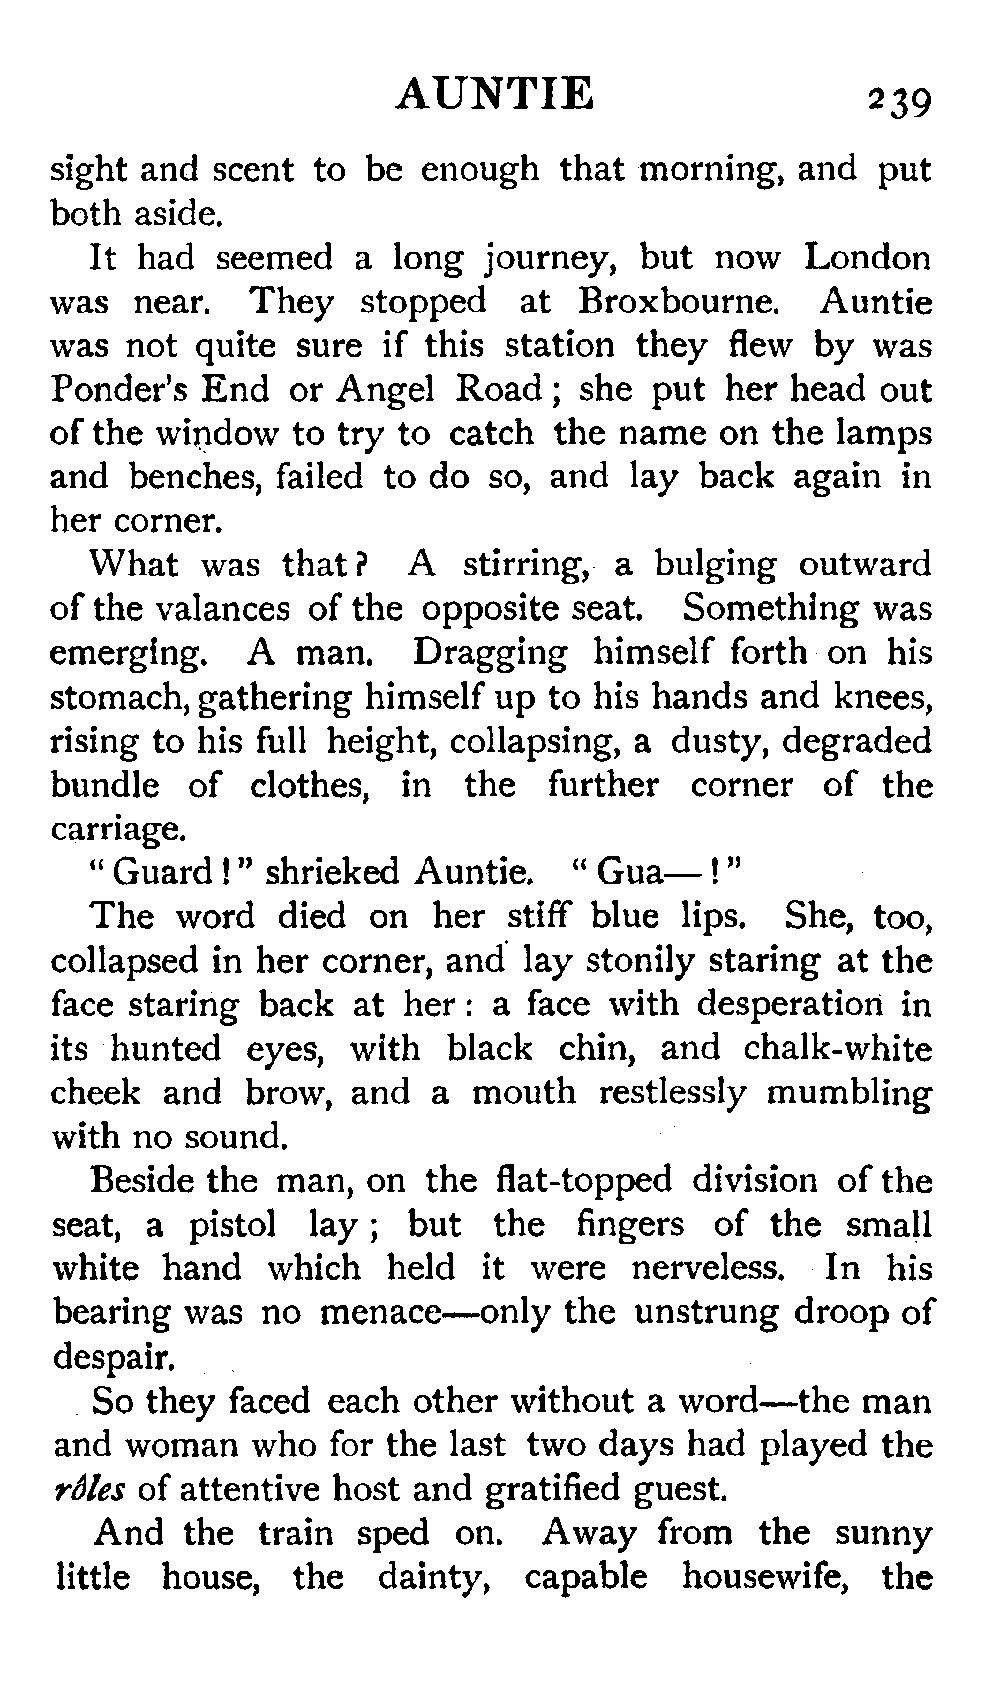 AUNTIE 239
sight and scent to be enough that morning, and put
both aside.
It had seemed a long journey, but now London
was near. They stopped at Broxbourne. Auntie
was not quite sure if this station they flew by was
Ponder's End or Angel Road; she put her head out
of the window to try to catch the name on the lamps
and benches, failed to do so, and lay back again in
her corner.
What was that? A stirring, a bulging outward
of the valances of the opposite seat. Something was
emerging. A man. Dragging himself forth on his
stomach, gathering himself up to his hands and knees,
rising to his full height, collapsing, a dusty, degraded
bundle of clothes, in the further corner of the
carriage.
"Guard!" shrieked Auntie. "Gua—!"
The word died on her stiff blue lips. She, too,
collapsed in her corner, and lay stonily staring at the
face staring back at her: a face with desperation in
its hunted eyes, with black chin, and chalk-white
cheek and brow, and a mouth restlessly mumbling
with no sound.
Beside the man, on the flat-topped division of the
seat, a pistol lay; but the fingers of the small
white hand which held it were nerveless. In his
bearing was no menace—only the unstrung droop of
despair.
So they faced each other without a word—the man
and woman who for the last two days had played the
rôles of attentive host and gratified guest.
And the train sped on. Away from the sunny
little house, the dainty, capable housewife, the